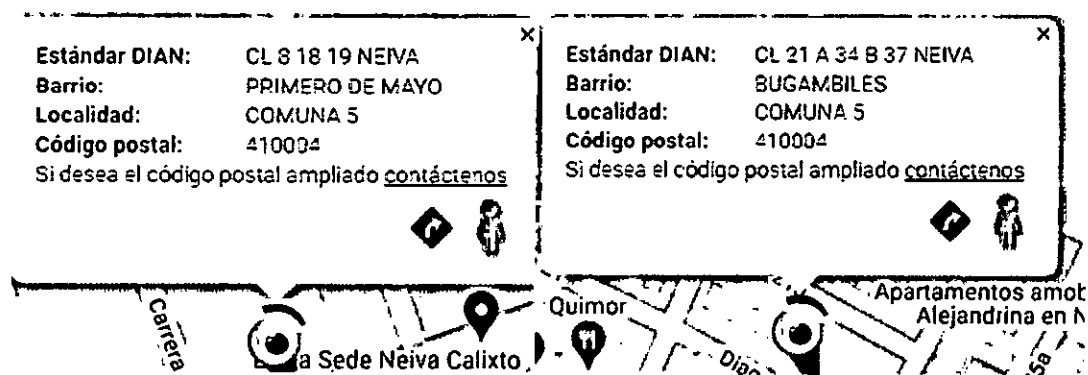 Estándar DIAN: CL 8 18 19 NEIVA
Barrio: PRIMERO DE MAYO
Localidad: COMUNA 5
Código postal: 410004
Si desea el código postal ampliado contáctenos
×
Estándar DIAN: CL 21 A 34 B 37 NEIVA
Barrio: BUGAMBILES
Localidad: COMUNA 5
Código postal: 410004
Si desea el código postal ampliado contáctenos
×
Carrera
Sede Neiva Calixto
Quimor
Diag
Apartamentos amob
Alejandrina en N
5a